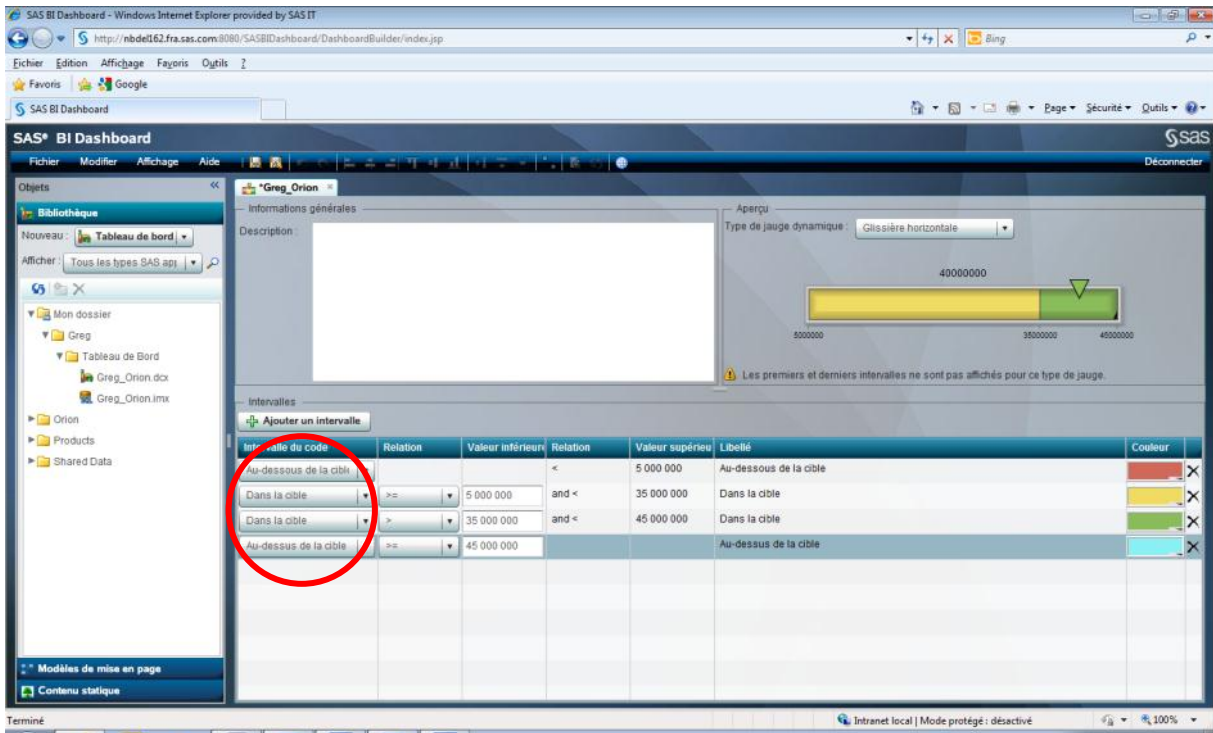 SAS BI Dashboard - Windows Internet Explorer provided by SAS IT
http://nbdel162.fra.sas.com:8080/SASBIDashboard/DashboardBuilder/index.jsp
Bing
Fichier Edition Affichage Favoris Outils ?
Favoris Google
SAS BI Dashboard
Page Sécurité Outils
SAS® BI Dashboard
sas
Fichier Modifier Affichage Aide
Déconnecter
Objets
*Greg_Orion
Bibliothèque
Nouveau : Tableau de bord
Afficher : Tous les types SAS app
Mon dossier
Greg
Tableau de Bord
Greg_Orion.dcx
Greg_Orion.imx
Orion
Products
Shared Data
Modèles de mise en page
Contenu statique
Informations générales
Description :
Aperçu
Type de jauge dynamique : Glissière horizontale
40000000
5000000 35000000 45000000
Les premiers et derniers intervalles ne sont pas affichés pour ce type de jauge.
Intervalles
Ajouter un intervalle
Intervalle du code Relation Valeur inférieure Relation Valeur supérieu Libellé Couleur
Au-dessous de la cible < 5 000 000 Au-dessous de la cible
Dans la cible >= 5 000 000 and < 35 000 000 Dans la cible
Dans la cible > 35 000 000 and < 45 000 000 Dans la cible
Au-dessus de la cible >= 45 000 000 Au-dessus de la cible
Terminé
Intranet local | Mode protégé : désactivé
100%